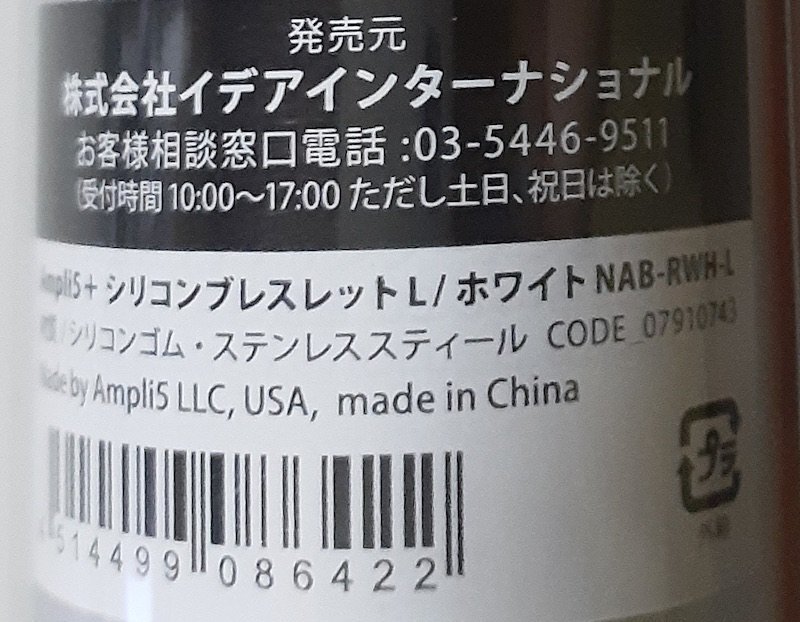 発売元
株式会社イデアインターナショナル
お客様相談窓口電話:03-5446-9511
(受付時間 10:00〜17:00 ただし土日、祝日は除く)
Ampli5+ シリコンブレスレット L / ホワイト NAB-RWH-L
材質/シリコンゴム・ステンレススティール CODE_07910743
Made by Ampli5 LLC, USA, made in China
プラ
514499 086422